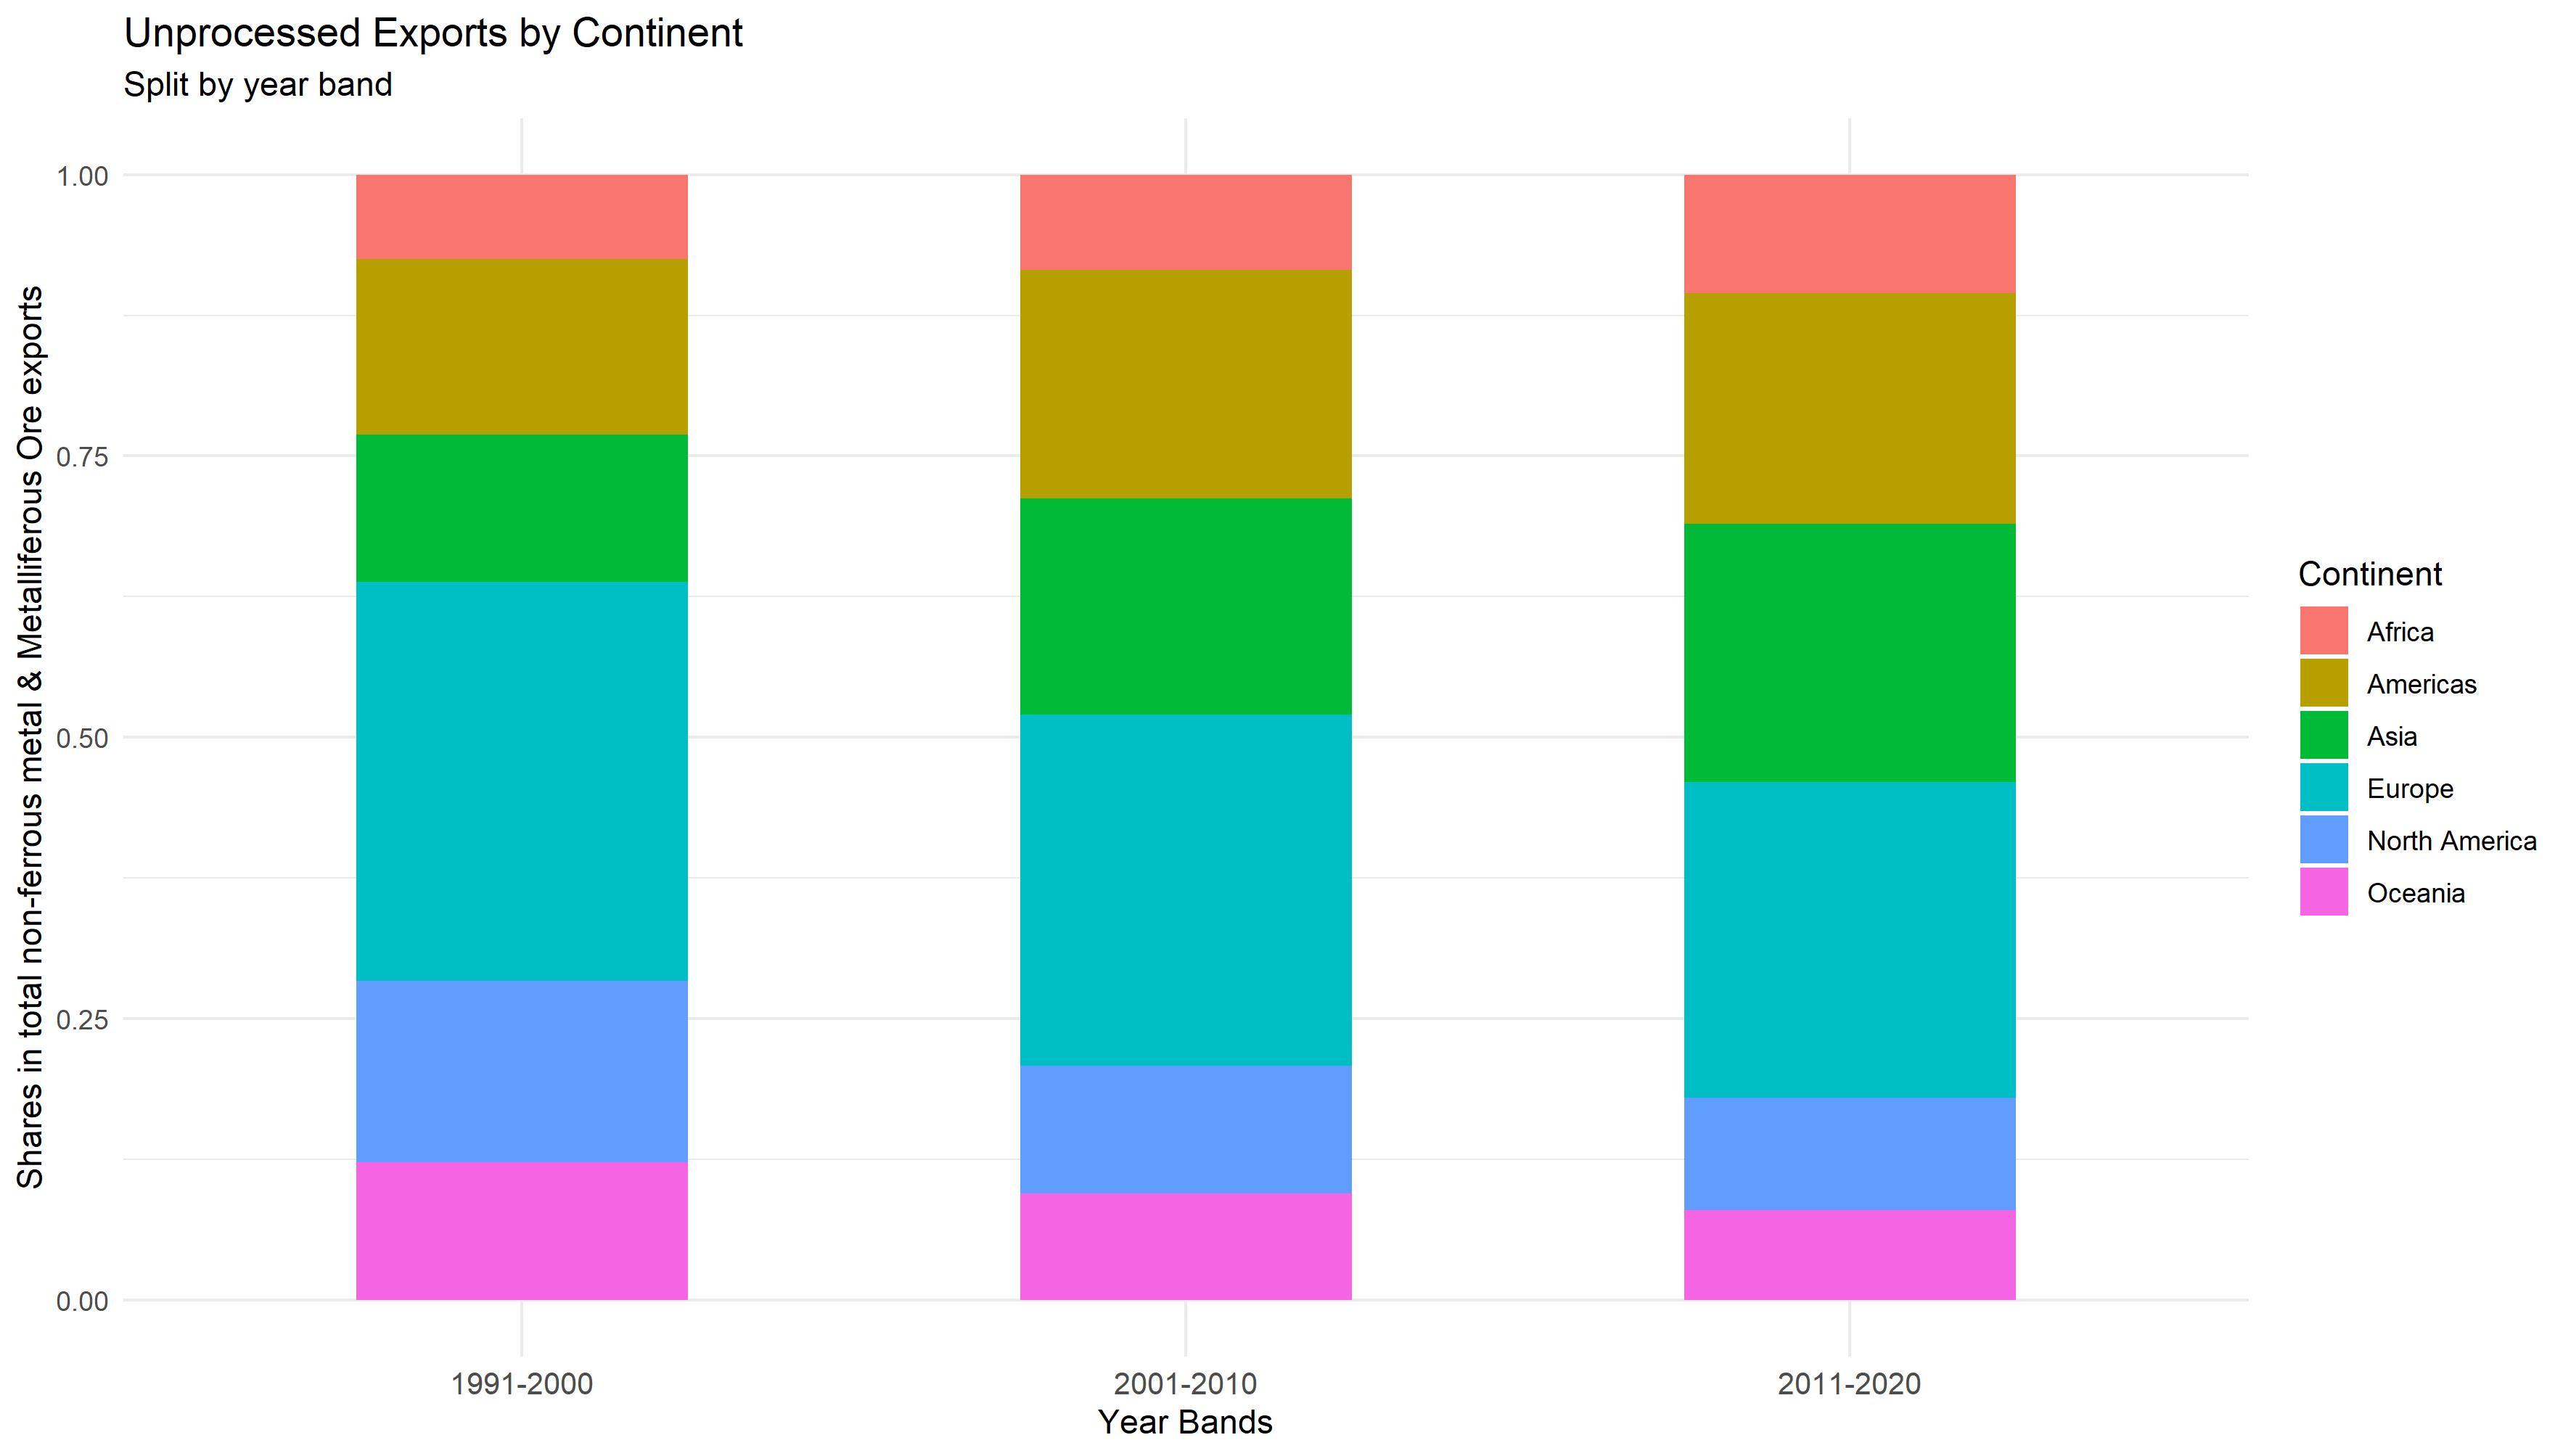 Unprocessed Exports by Continent
Split by year band
Shares in total non-ferrous metal & Metalliferous Ore exports
1.00
0.75
0.50
0.25
0.00
1991-2000
2001-2010
2011-2020
Year Bands
Continent
Africa
Americas
Asia
Europe
North America
Oceania